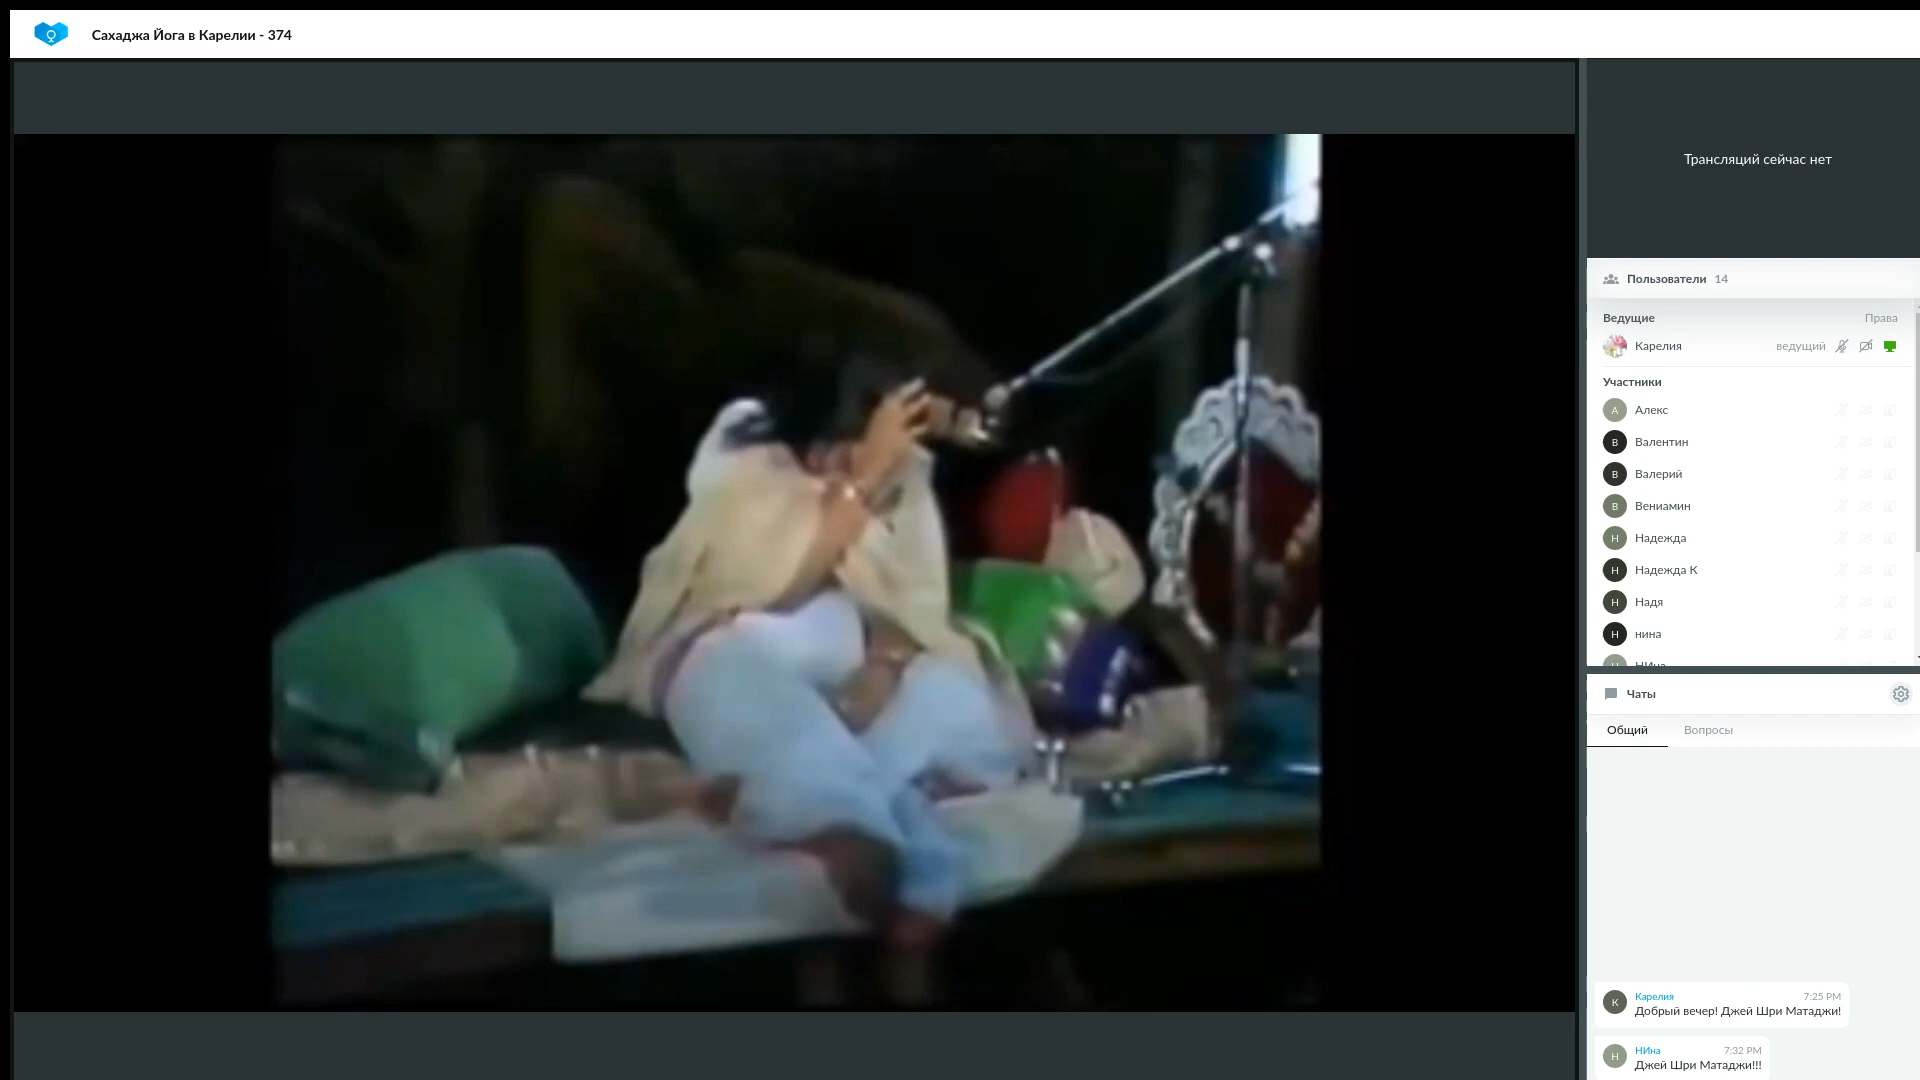 Сахаджа Йога в Карелии - 374
Трансляций сейчас нет
Пользователи 14
Ведущие Права
Карелия ведущий
Участники
А Алекс
В Валентин
В Валерий
В Вениамин
Н Надежда
Н Надежда К
Н Надя
Н нина
Н НИна
Чаты
Общий Вопросы
К Карелия 7:25 PM
Добрый вечер! Джей Шри Матаджи!
Н НИна 7:32 PM
Джей Шри Матаджи!!!